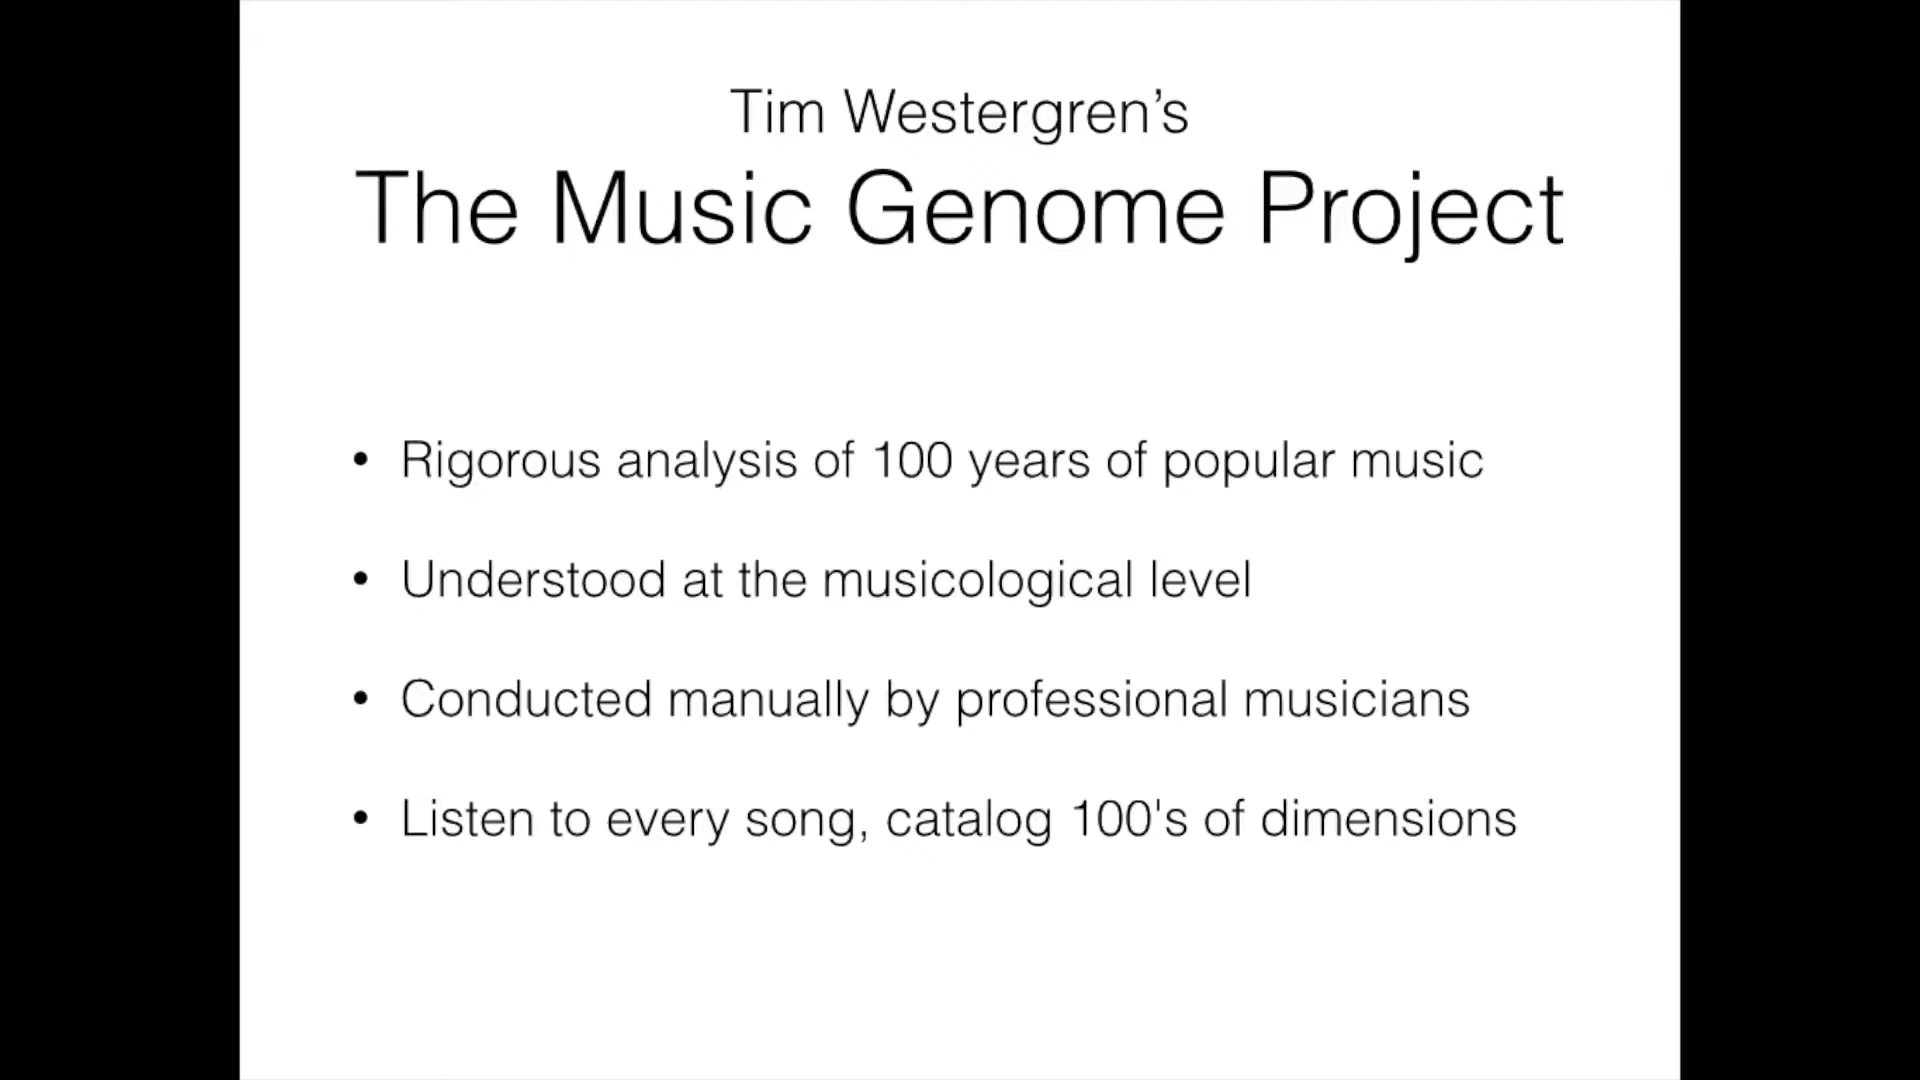 Tim Westergren’s
The Music Genome Project
• Rigorous analysis of 100 years of popular music
• Understood at the musicological level
• Conducted manually by professional musicians
• Listen to every song, catalog 100's of dimensions